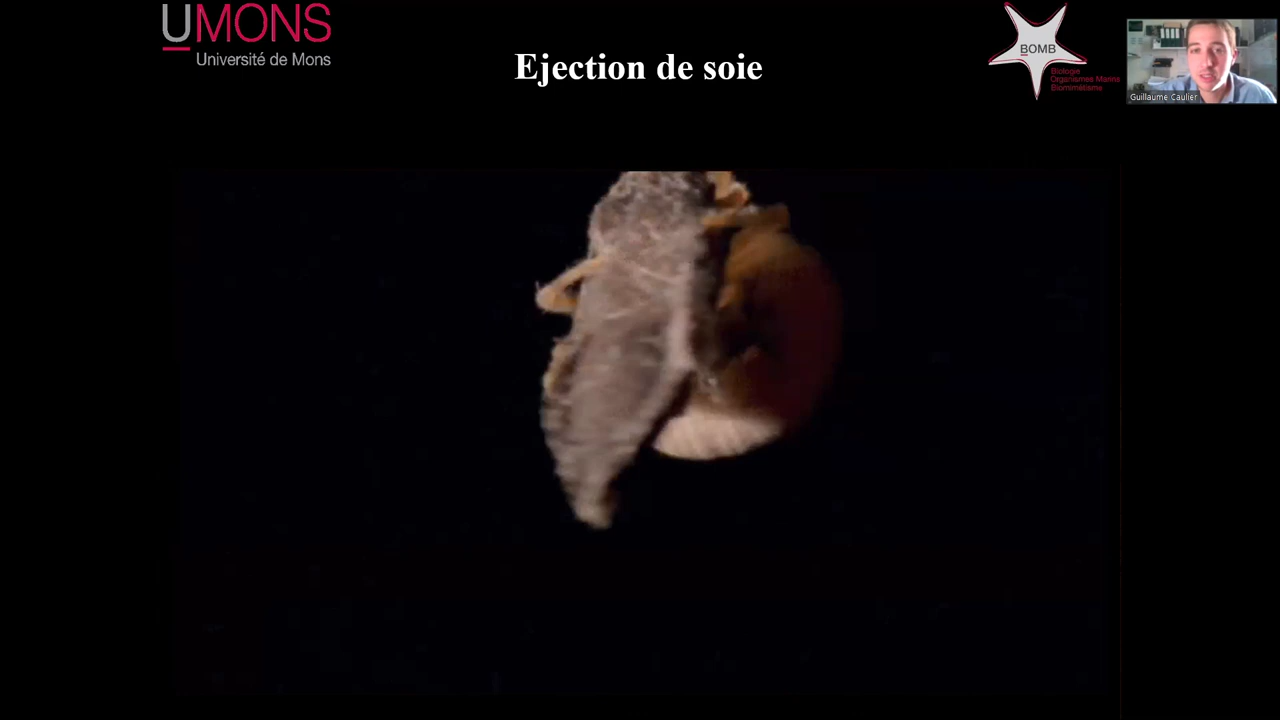 UMONS
Université de Mons
Ejection de soie
BOMB
Biologie
Organismes Marins
Biomimétisme
Guillaume Caulier